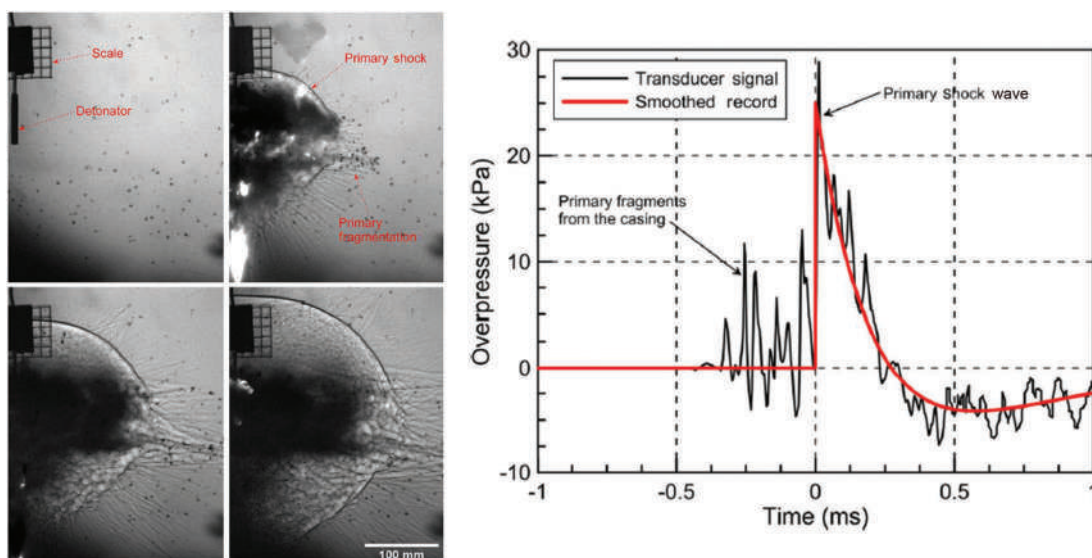 Scale
Detonator
Primary shock
Primary
fragmentation
100 mm
30
20
10
0
-10
Overpressure (kPa)
Transducer signal
Smoothed record
Primary shock wave
Primary fragments
from the casing
-1
-0.5
0
0.5
1
Time (ms)